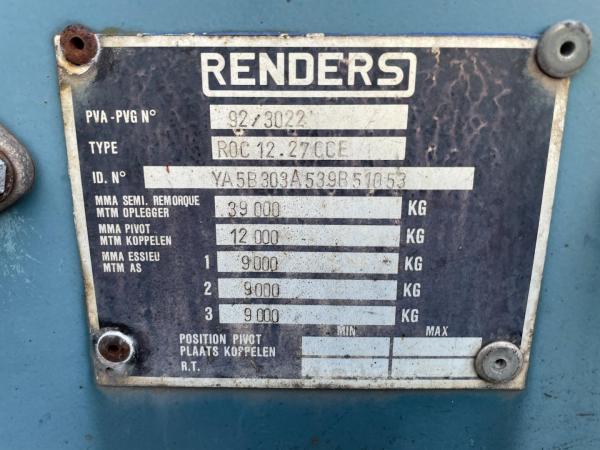 RENDERS
PVA-PVG N° 92/3022
TYPE ROC 12.27CCE
ID. N° YA5B303A539B51053
MMA SEMI. REMORQUE
MTM OPLEGGER 39 000 KG
MMA PIVOT
MTM KOPPELEN 12 000 KG
MMA ESSIEU
MTM AS 1 9 000 KG
2 9 000 KG
3 9 000 KG
MIN MAX
POSITION PIVOT
PLAATS KOPPELEN
R.T.